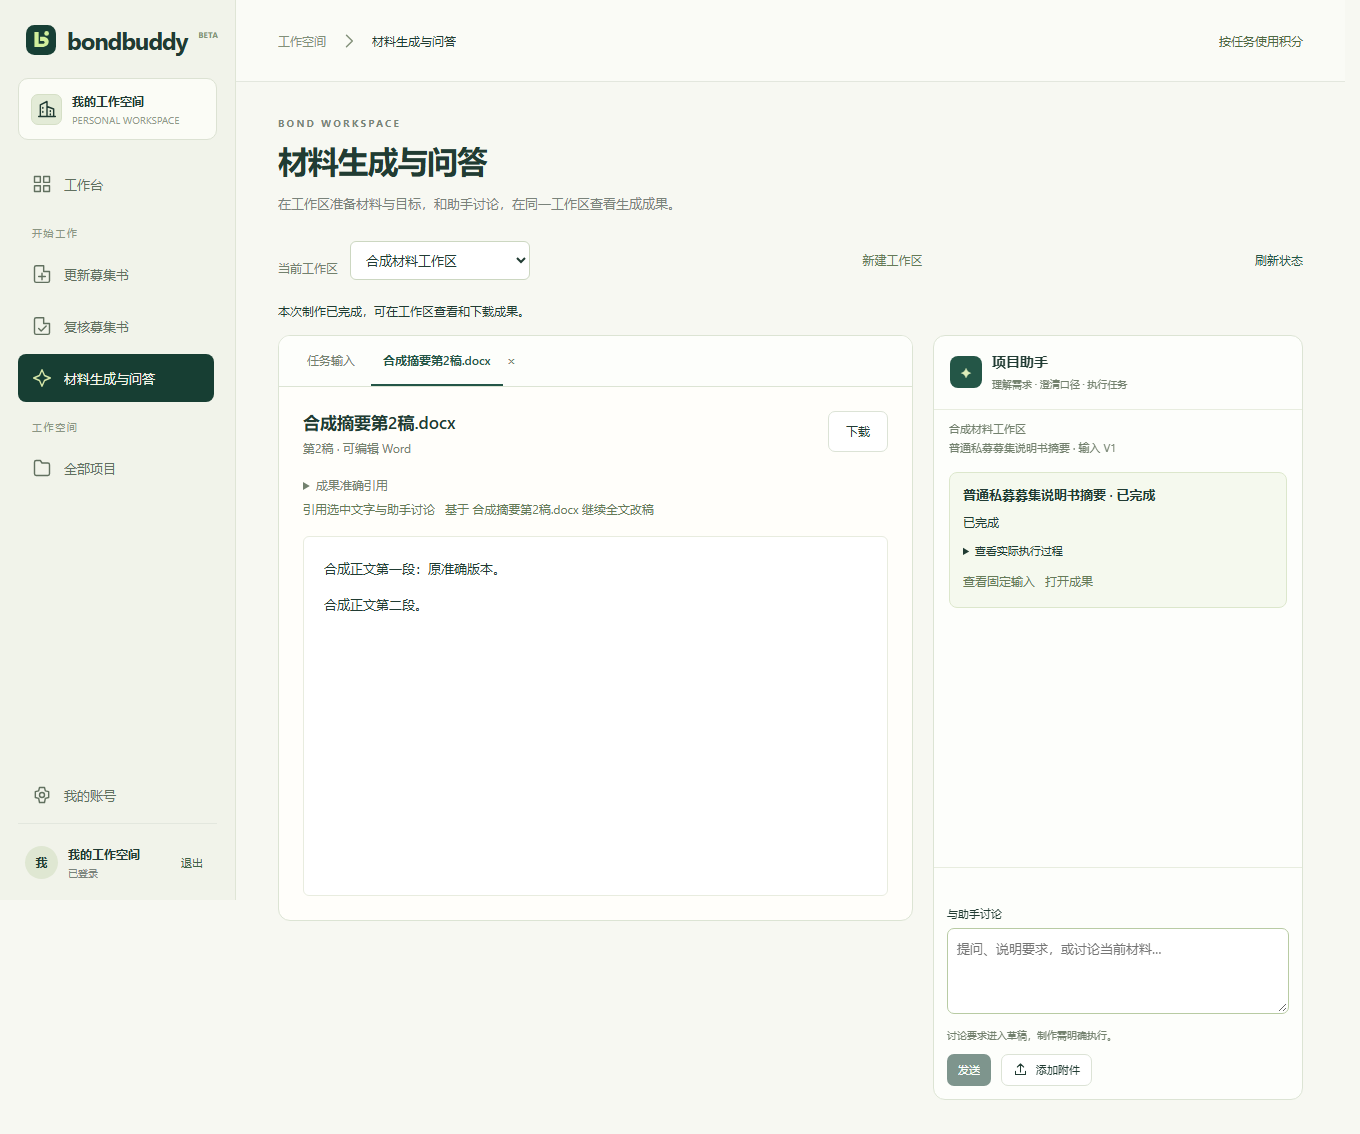 bondbuddy BETA
我的工作空间
PERSONAL WORKSPACE
工作台
开始工作
更新募集书
复核募集书
材料生成与问答
工作空间
全部项目
我的账号
我
我的工作空间
已登录
退出
工作空间
材料生成与问答
按任务使用积分
BOND WORKSPACE
材料生成与问答
在工作区准备材料与目标，和助手讨论，在同一工作区查看生成成果。
当前工作区
合成材料工作区
新建工作区
刷新状态
本次制作已完成，可在工作区查看和下载成果。
任务输入
合成摘要第2稿.docx ×
合成摘要第2稿.docx
第2稿 · 可编辑 Word
下载
成果准确引用
引用选中文字与助手讨论 基于 合成摘要第2稿.docx 继续全文改稿
合成正文第一段：原准确版本。
合成正文第二段。
项目助手
理解需求 · 澄清口径 · 执行任务
合成材料工作区
普通私募募集说明书摘要 · 输入 V1
普通私募募集说明书摘要 · 已完成
已完成
查看实际执行过程
查看固定输入 打开成果
与助手讨论
提问、说明要求，或讨论当前材料...
讨论要求进入草稿，制作需明确执行。
发送
添加附件